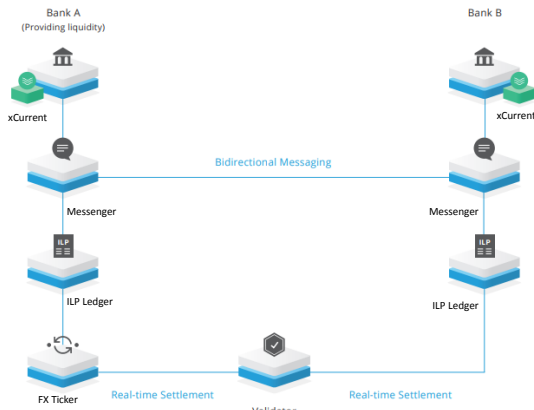 Bank A
(Providing liquidity)
Bank B
xCurrent
xCurrent
Bidirectional Messaging
Messenger
Messenger
ILP
ILP
ILP Ledger
ILP Ledger
FX Ticker
Real-time Settlement
Real-time Settlement